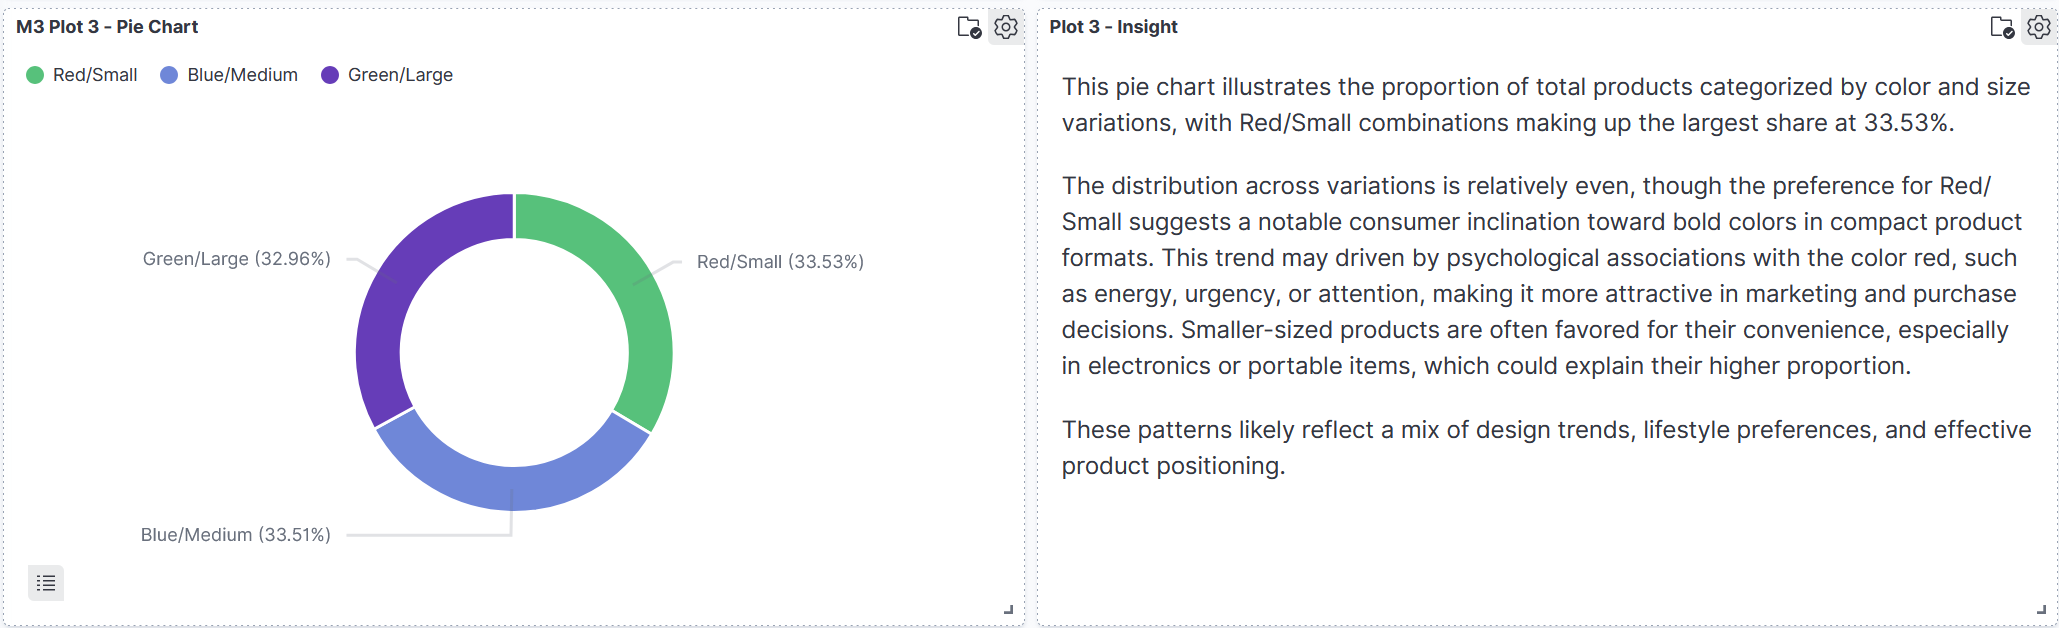 M3 Plot 3 - Pie Chart
Red/Small
Blue/Medium
Green/Large
Green/Large (32.96%)
Red/Small (33.53%)
Blue/Medium (33.51%)
Plot 3 - Insight
This pie chart illustrates the proportion of total products categorized by color and size
variations, with Red/Small combinations making up the largest share at 33.53%.
The distribution across variations is relatively even, though the preference for Red/
Small suggests a notable consumer inclination toward bold colors in compact product
formats. This trend may driven by psychological associations with the color red, such
as energy, urgency, or attention, making it more attractive in marketing and purchase
decisions. Smaller-sized products are often favored for their convenience, especially
in electronics or portable items, which could explain their higher proportion.
These patterns likely reflect a mix of design trends, lifestyle preferences, and effective
product positioning.